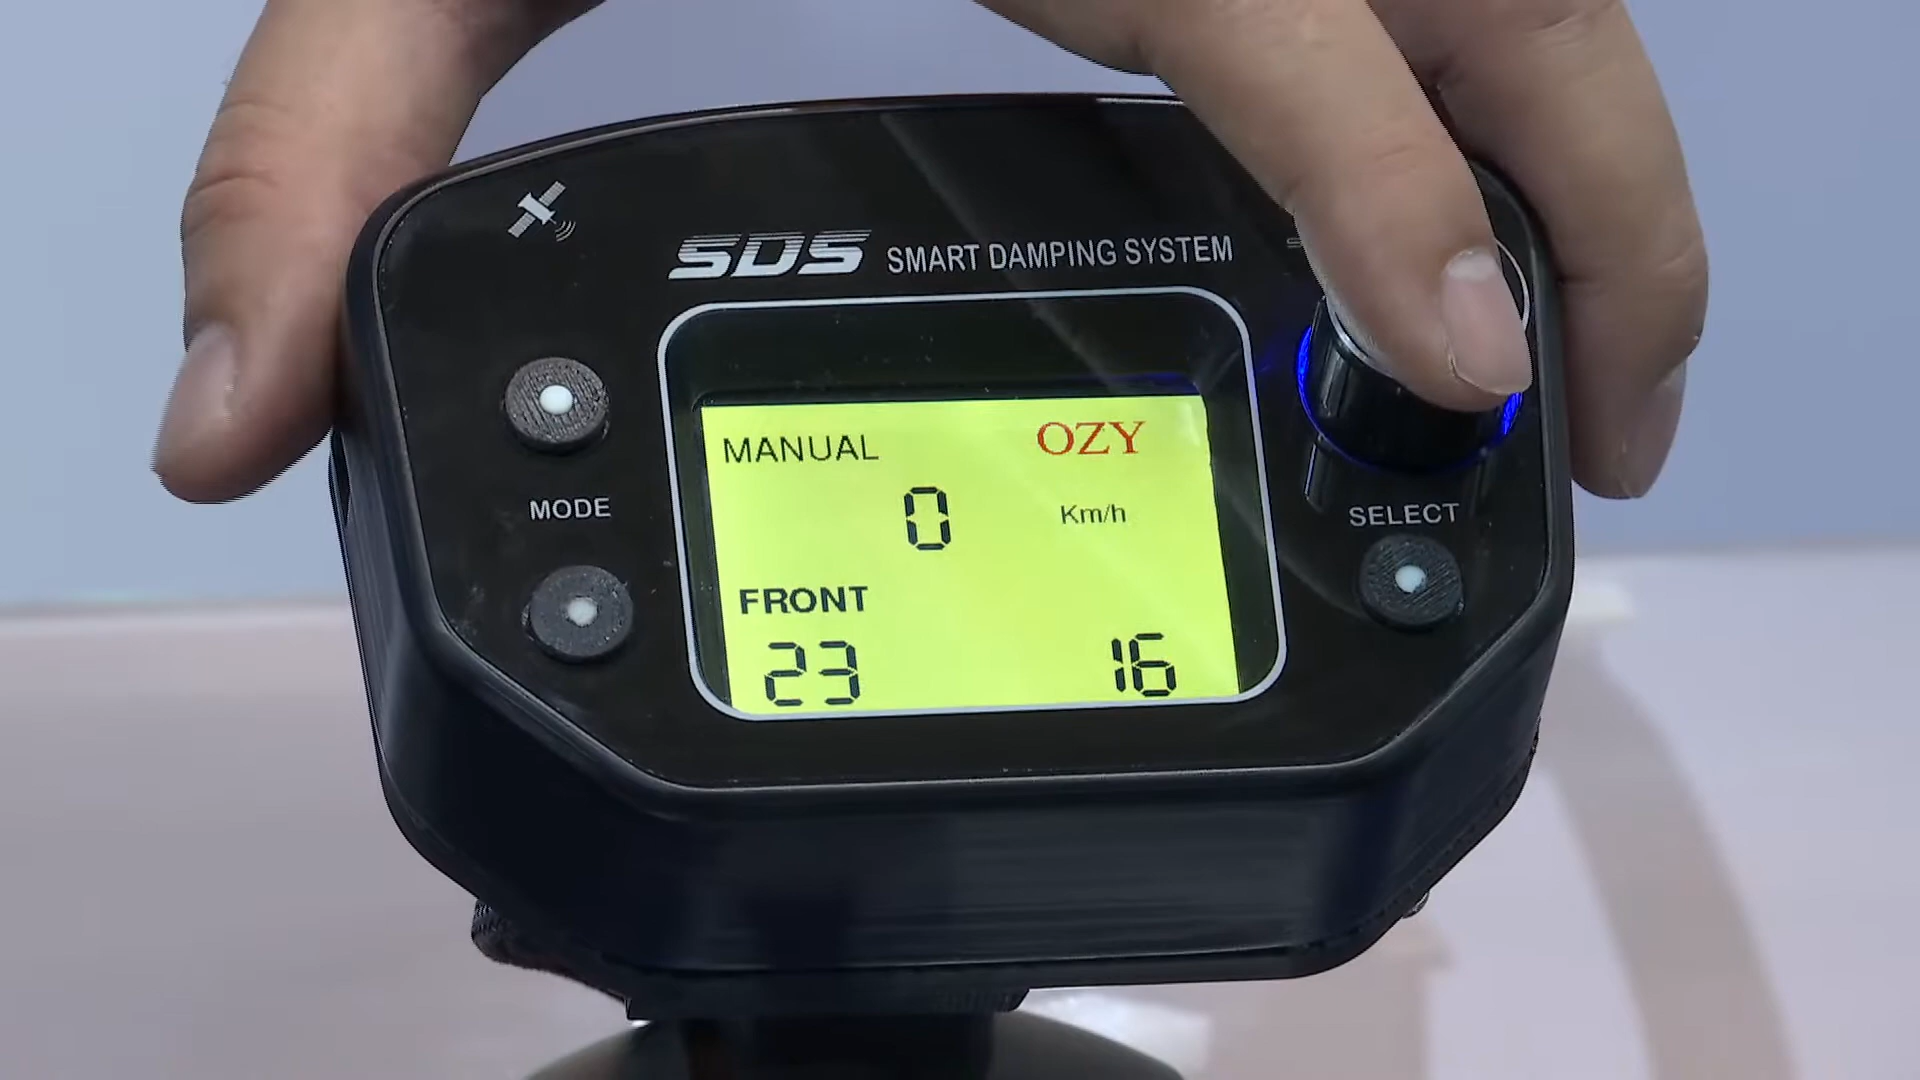 SDS SMART DAMPING SYSTEM
MANUAL OZY
0 Km/h
MODE
SELECT
FRONT
23 16